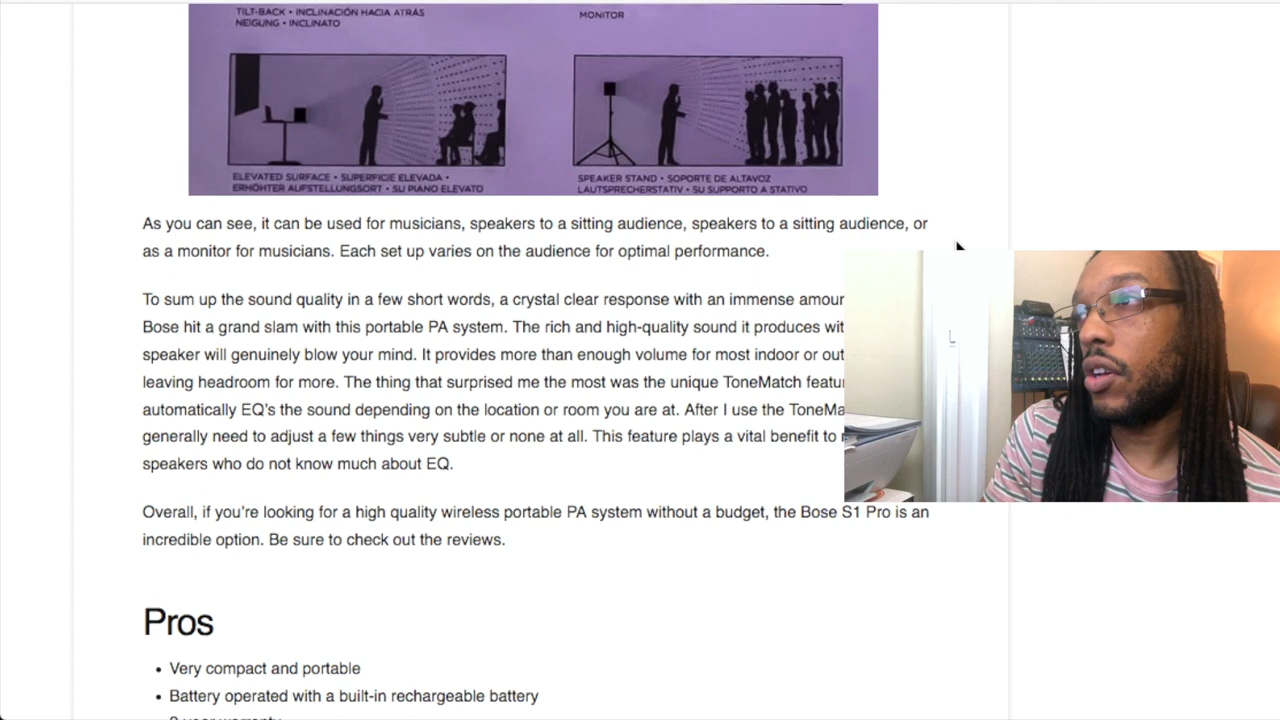 TILT-BACK • INCLINACIÓN HACIA ATRÁS
NEIGUNG • INCLINATO
MONITOR
ELEVATED SURFACE • SUPERFICIE ELEVADA •
ERHÖHTER AUFSTELLUNGSORT • SU PIANO ELEVATO
SPEAKER STAND • SOPORTE DE ALTAVOZ
LAUTSPRECHERSTATIV • SU SUPPORTO A STATIVO
As you can see, it can be used for musicians, speakers to a sitting audience, speakers to a sitting audience, or
as a monitor for musicians. Each set up varies on the audience for optimal performance.
To sum up the sound quality in a few short words, a crystal clear response with an immense
Bose hit a grand slam with this portable PA system. The rich and high-quality sound it produces
speaker will genuinely blow your mind. It provides more than enough volume for most indoor or
leaving headroom for more. The thing that surprised me the most was the unique ToneMatch
automatically EQ's the sound depending on the location or room you are at. After I use the
generally need to adjust a few things very subtle or none at all. This feature plays a vital benefit to
speakers who do not know much about EQ.
Overall, if you're looking for a high quality wireless portable PA system without a budget, the Bose S1 Pro is an
incredible option. Be sure to check out the reviews.
Pros
• Very compact and portable
• Battery operated with a built-in rechargeable battery